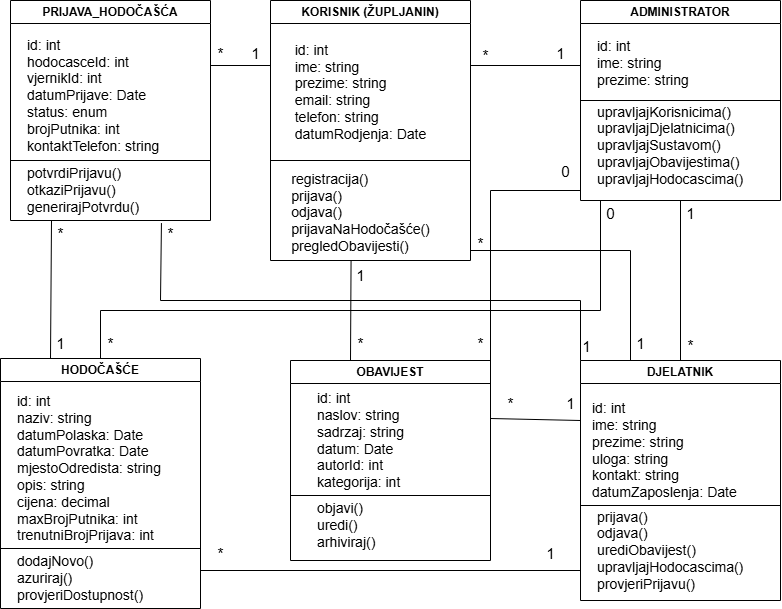 PRIJAVA_HODOČAŠĆA
id: int
hodocasceId: int
vjernikId: int
datumPrijave: Date
status: enum
brojPutnika: int
kontaktTelefon: string
potvrdiPrijavu()
otkaziPrijavu()
generirajPotvrdu()
*
1
KORISNIK (ŽUPLJANIN)
id: int
ime: string
prezime: string
email: string
telefon: string
datumRodjenja: Date
registracija()
prijava()
odjava()
prijavaNaHodočašće()
pregledObavijesti()
*
1
ADMINISTRATOR
id: int
ime: string
prezime: string
upravljajKorisnicima()
upravljajDjelatnicima()
upravljajSustavom()
upravljajObavijestima()
upravljajHodocascima()
0
0
1
*
*
*
1
1
*
*
*
1
1
*
HODOČAŠĆE
id: int
naziv: string
datumPolaska: Date
datumPovratka: Date
mjestoOdredista: string
opis: string
cijena: decimal
maxBrojPutnika: int
trenutniBrojPrijava: int
dodajNovo()
azuriraj()
provjeriDostupnost()
OBAVIJEST
id: int
naslov: string
sadrzaj: string
datum: Date
autorId: int
kategorija: int
objavi()
uredi()
arhiviraj()
*
1
DJELATNIK
id: int
ime: string
prezime: string
uloga: string
kontakt: string
datumZaposlenja: Date
prijava()
odjava()
urediObavijest()
upravljajHodocascima()
provjeriPrijavu()
*
1